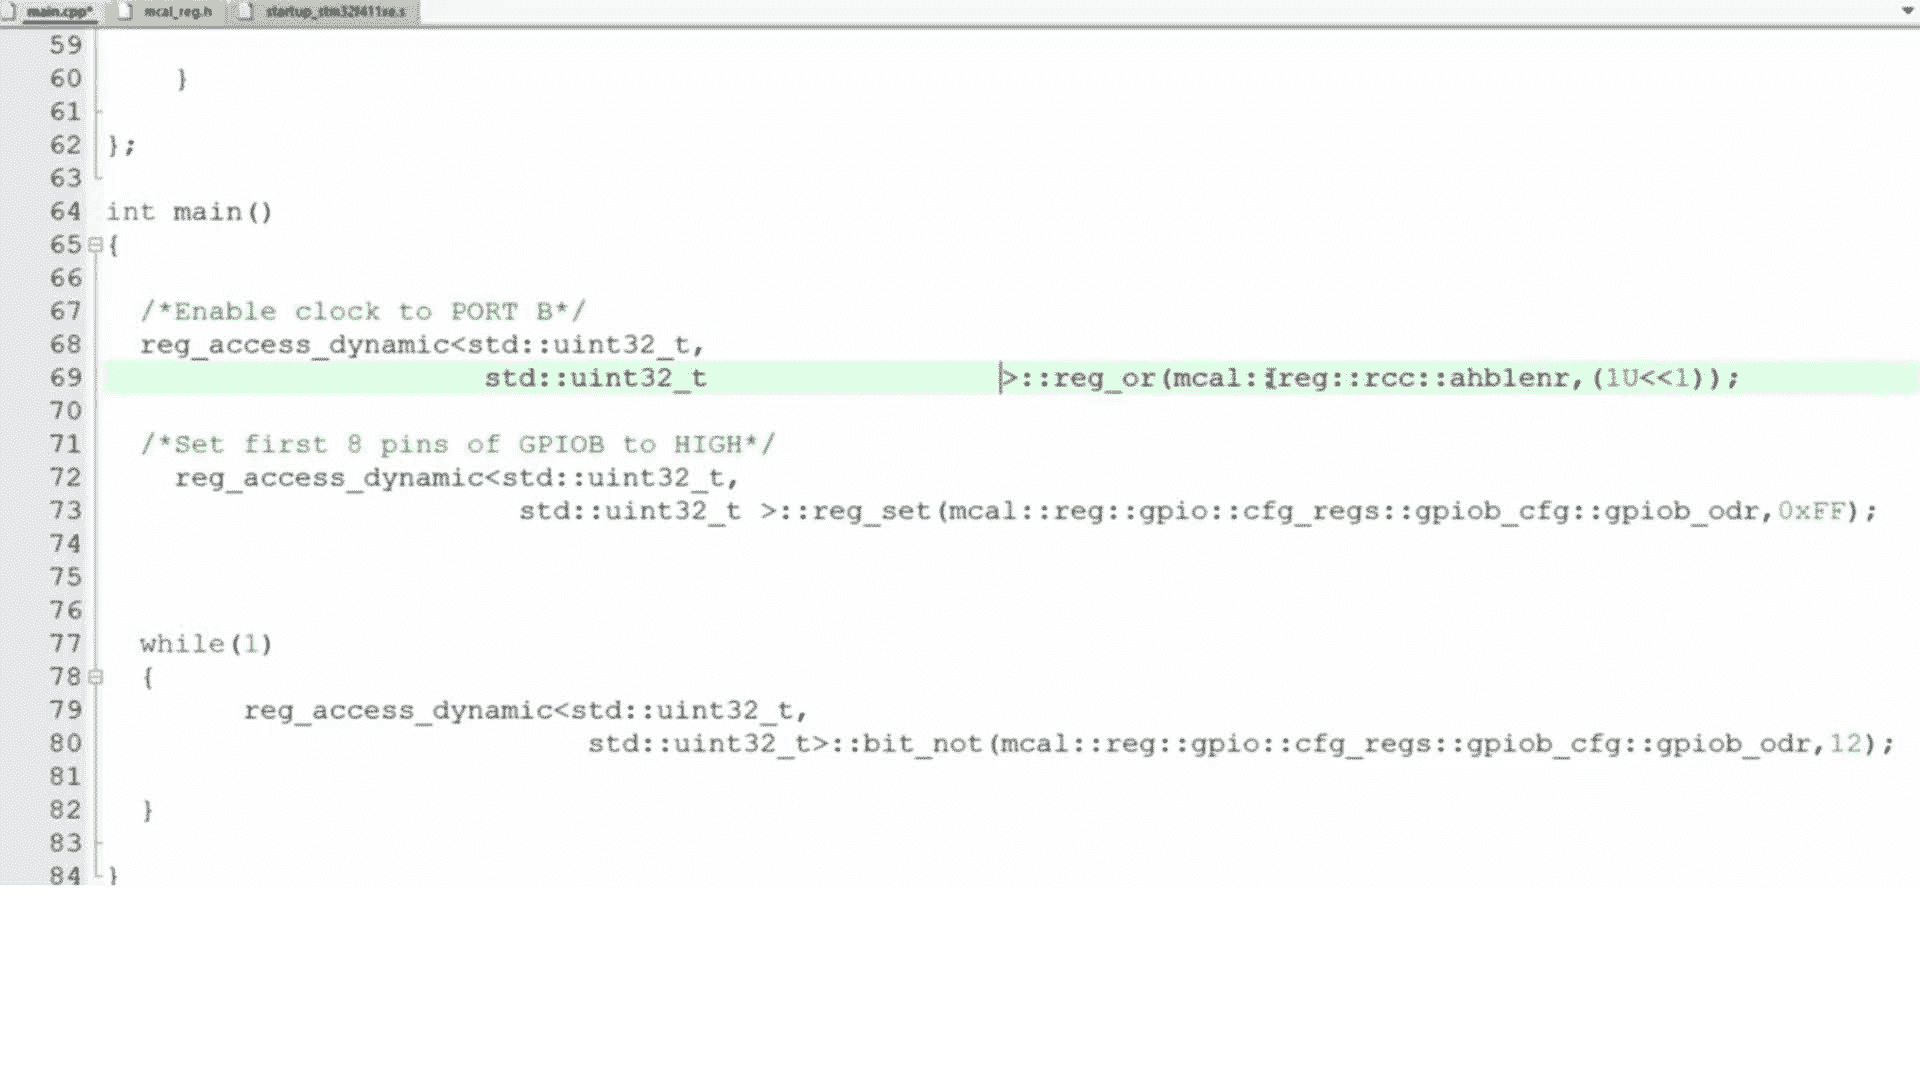 main.cpp* mcal_reg.h startup_stm32f411xe.s
59
60 }
61
62 };
63
64 int main()
65 {
66
67 /*Enable clock to PORT B*/
68 reg_access_dynamic<std::uint32_t,
69 std::uint32_t >::reg_or(mcal::reg::rcc::ahb1enr,(1U<<1));
70
71 /*Set first 8 pins of GPIOB to HIGH*/
72 reg_access_dynamic<std::uint32_t,
73 std::uint32_t >::reg_set(mcal::reg::gpio::cfg_regs::gpiob_cfg::gpiob_odr,0xFF);
74
75
76
77 while(1)
78 {
79 reg_access_dynamic<std::uint32_t,
80 std::uint32_t>::bit_not(mcal::reg::gpio::cfg_regs::gpiob_cfg::gpiob_odr,12);
81
82 }
83
84 }